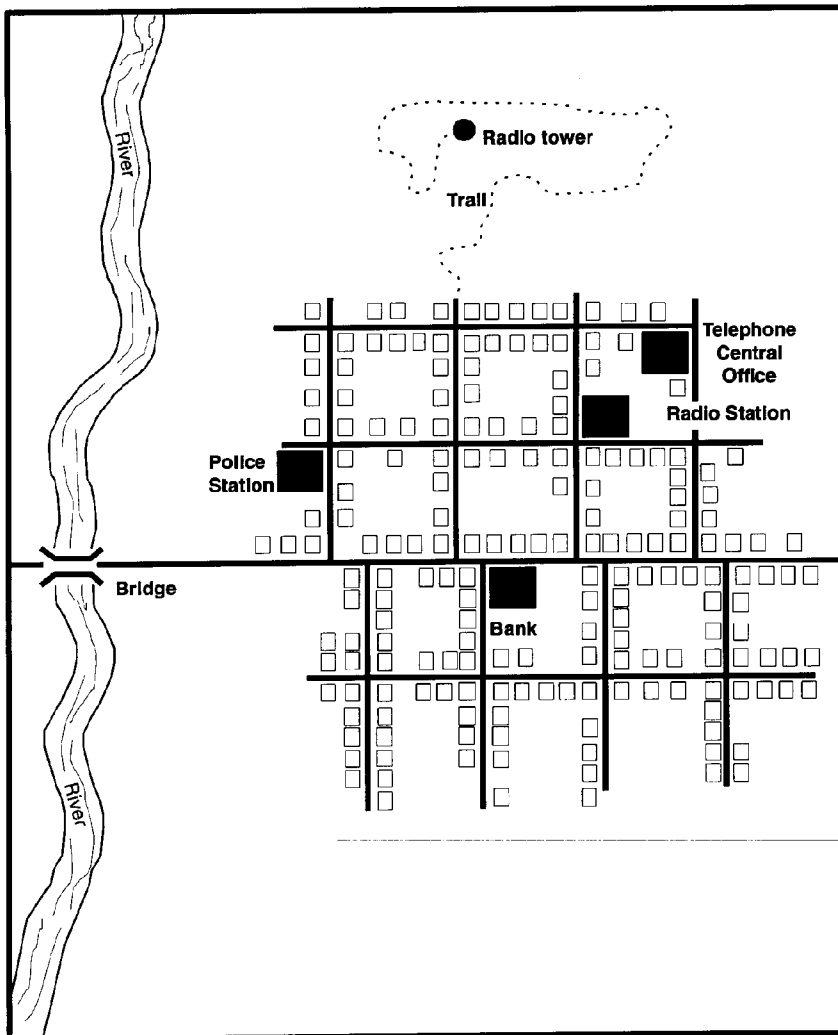 River
Radio tower
Trail
Telephone
Central
Office
Radio Station
Police
Station
Bridge
Bank
River